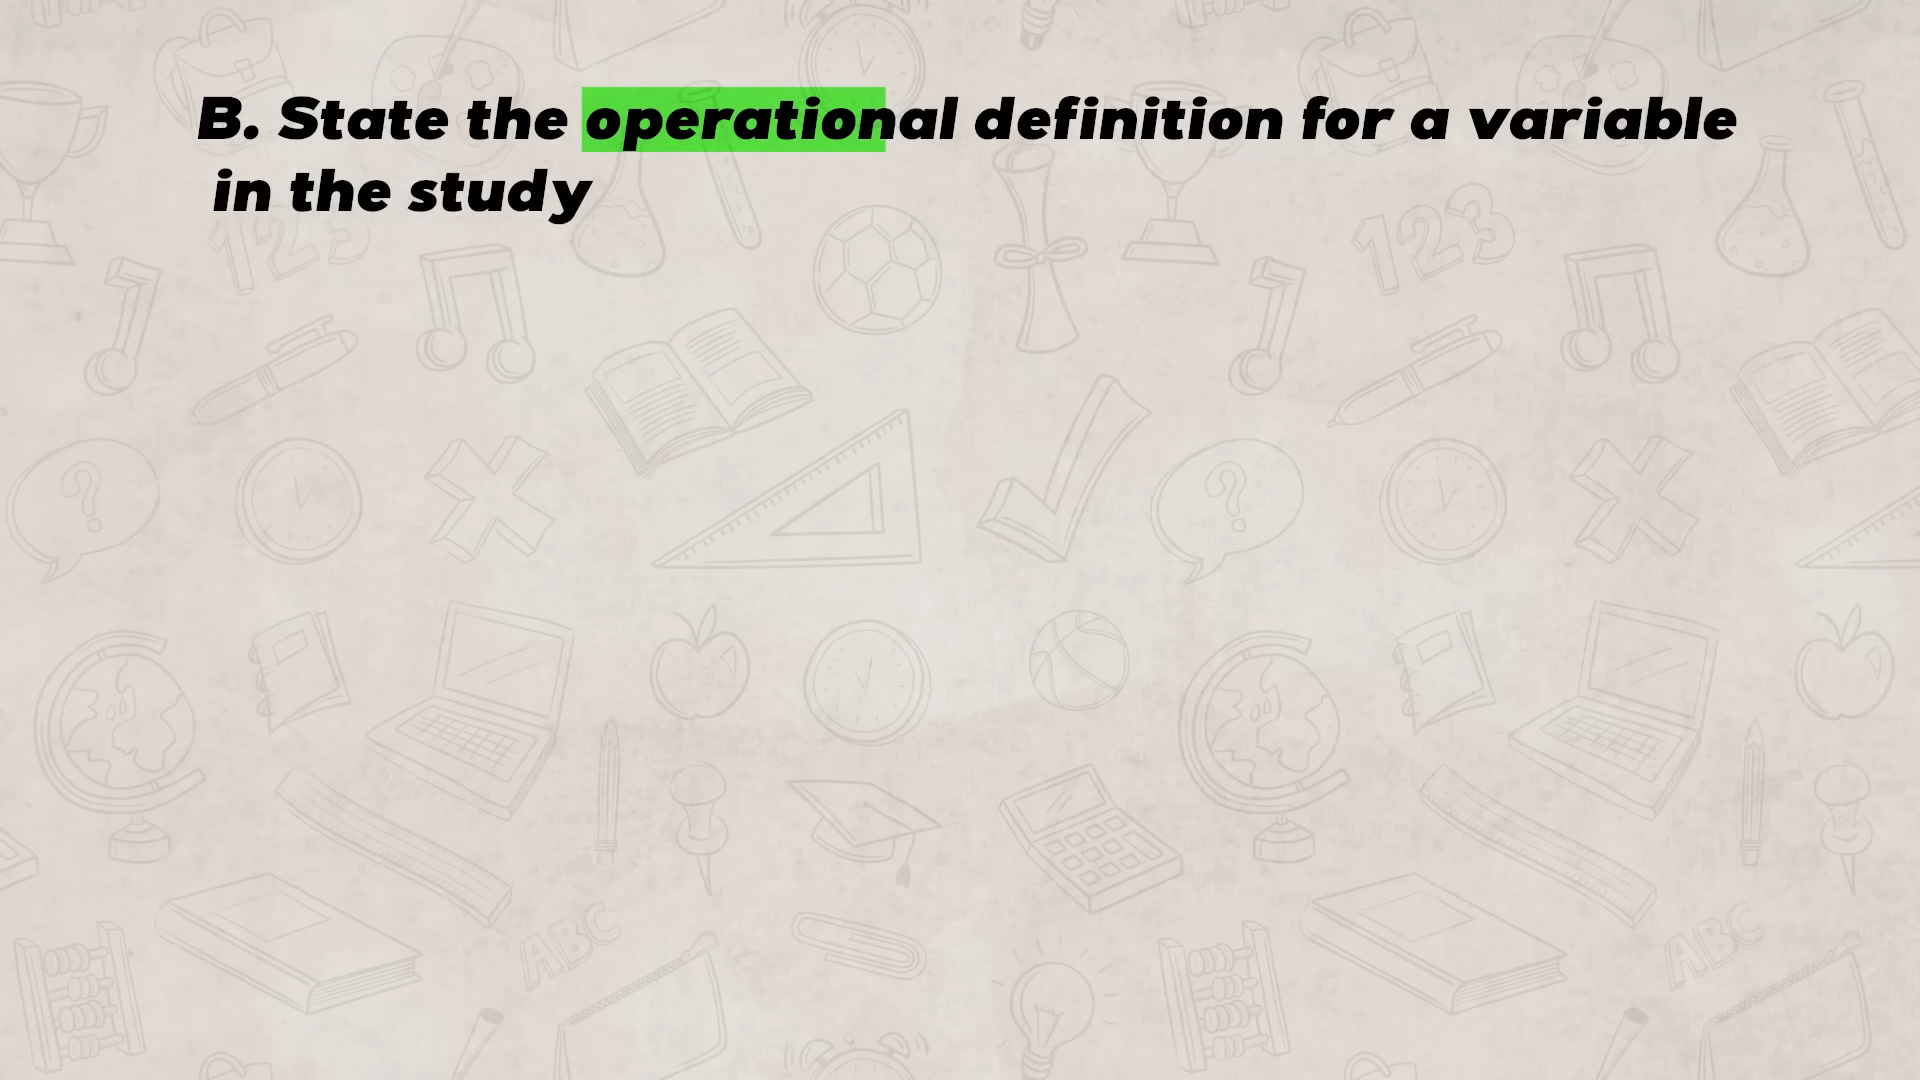 B. State the operational definition for a variable
in the study